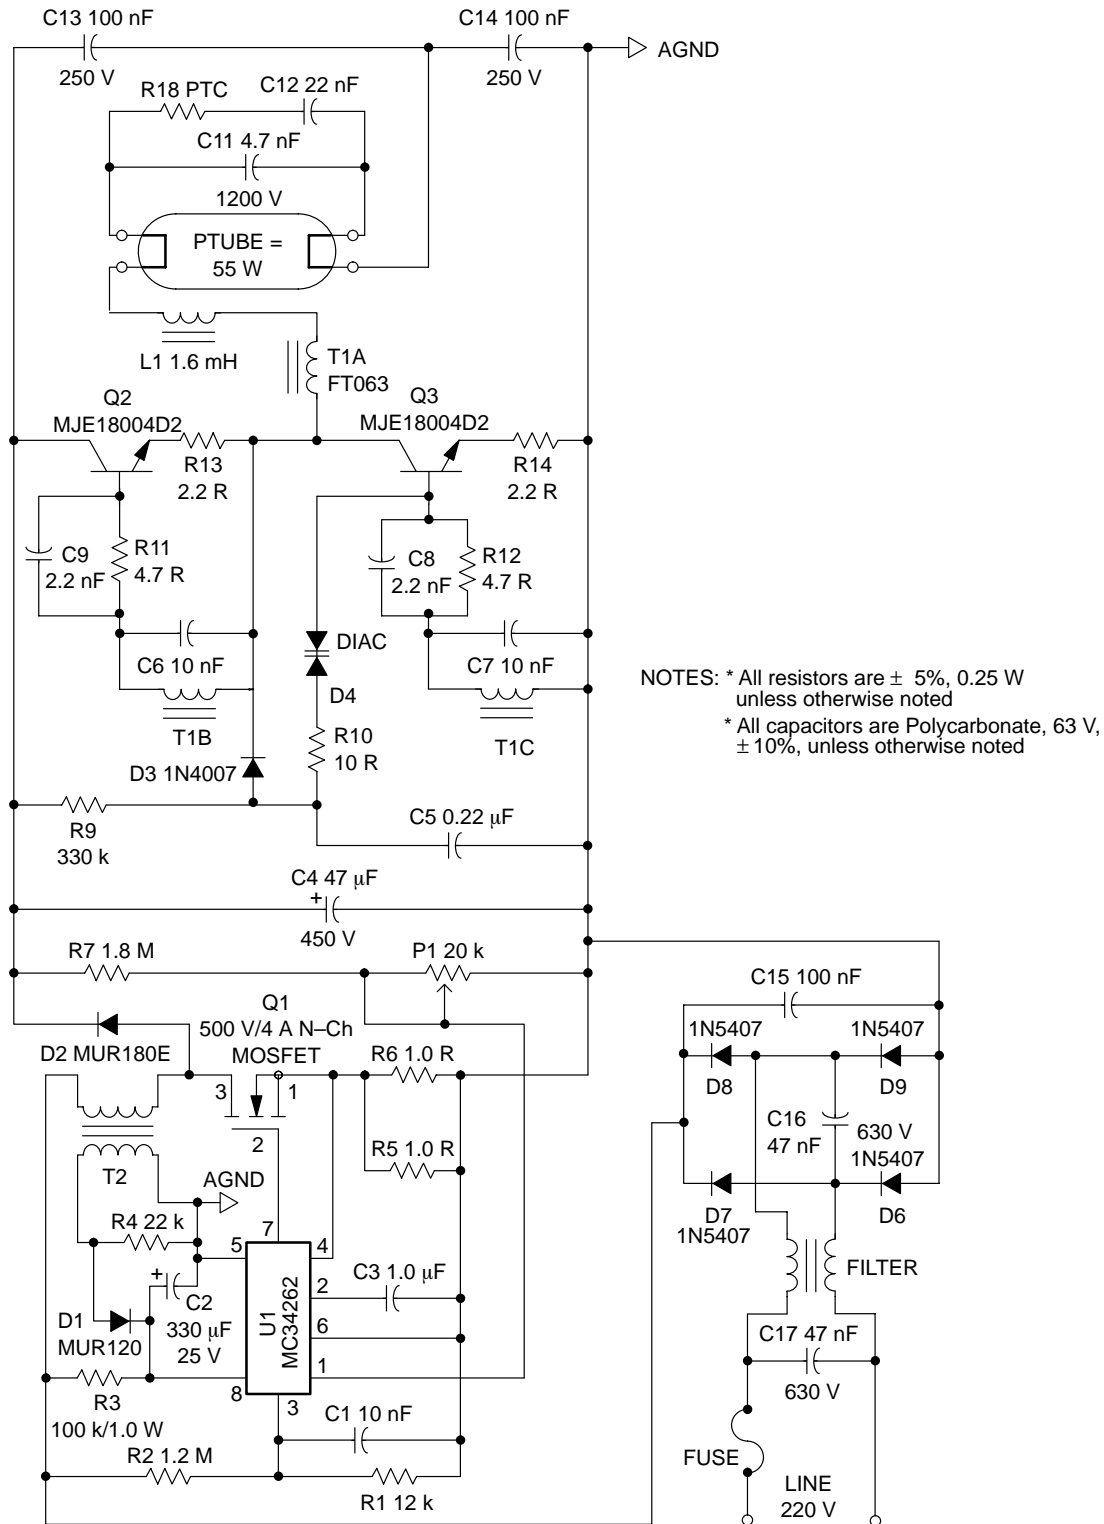 C13 100 nF
250 V
C14 100 nF
250 V
AGND
R18 PTC
C12 22 nF
C11 4.7 nF
1200 V
PTUBE =
55 W
L1 1.6 mH
T1A
FT063
Q2
MJE18004D2
Q3
MJE18004D2
R13
2.2 R
R14
2.2 R
C9
2.2 nF
R11
4.7 R
C8
2.2 nF
R12
4.7 R
C6 10 nF
T1B
DIAC
D4
C7 10 nF
T1C
NOTES: * All resistors are ± 5%, 0.25 W
unless otherwise noted
* All capacitors are Polycarbonate, 63 V,
± 10%, unless otherwise noted
D3 1N4007
R10
10 R
R9
330 k
C5 0.22 μF
C4 47 μF
+
450 V
R7 1.8 M
P1 20 k
D2 MUR180E
Q1
500 V/4 A N–Ch
MOSFET
3
1
2
R6 1.0 R
R5 1.0 R
C15 100 nF
1N5407
D8
1N5407
D9
C16
47 nF
630 V
1N5407
D6
D7
1N5407
T2
AGND
R4 22 k
+
C2
330 μF
25 V
D1
MUR120
7
5
4
2
6
1
8
3
U1
MC34262
C3 1.0 μF
FILTER
C17 47 nF
630 V
R3
100 k/1.0 W
C1 10 nF
R2 1.2 M
R1 12 k
FUSE
LINE
220 V